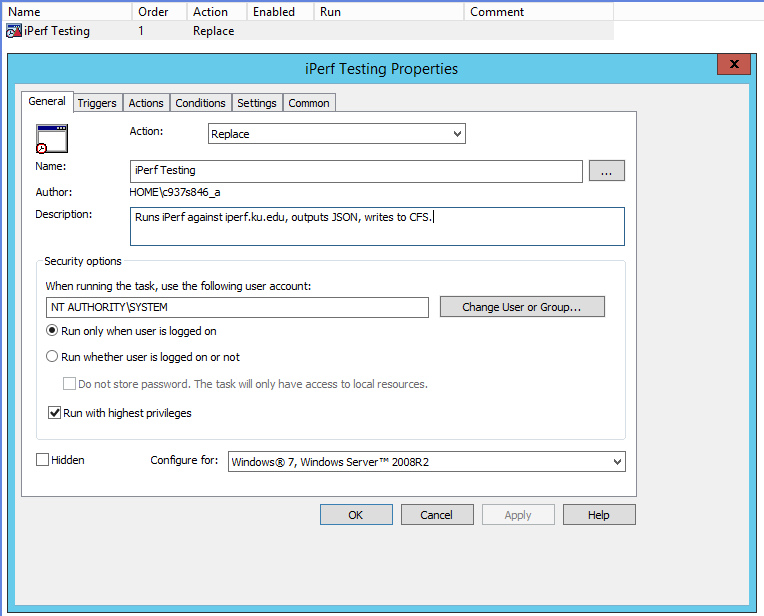 Name Order Action Enabled Run Comment
iPerf Testing 1 Replace
iPerf Testing Properties
x
General Triggers Actions Conditions Settings Common
Action: Replace
Name: iPerf Testing ...
Author: HOME\c937s846_a
Description: Runs iPerf against iperf.ku.edu, outputs JSON, writes to CFS.
Security options
When running the task, use the following user account:
NT AUTHORITY\SYSTEM Change User or Group...
Run only when user is logged on
Run whether user is logged on or not
Do not store password. The task will only have access to local resources.
Run with highest privileges
Hidden Configure for: Windows® 7, Windows Server™ 2008R2
OK Cancel Apply Help